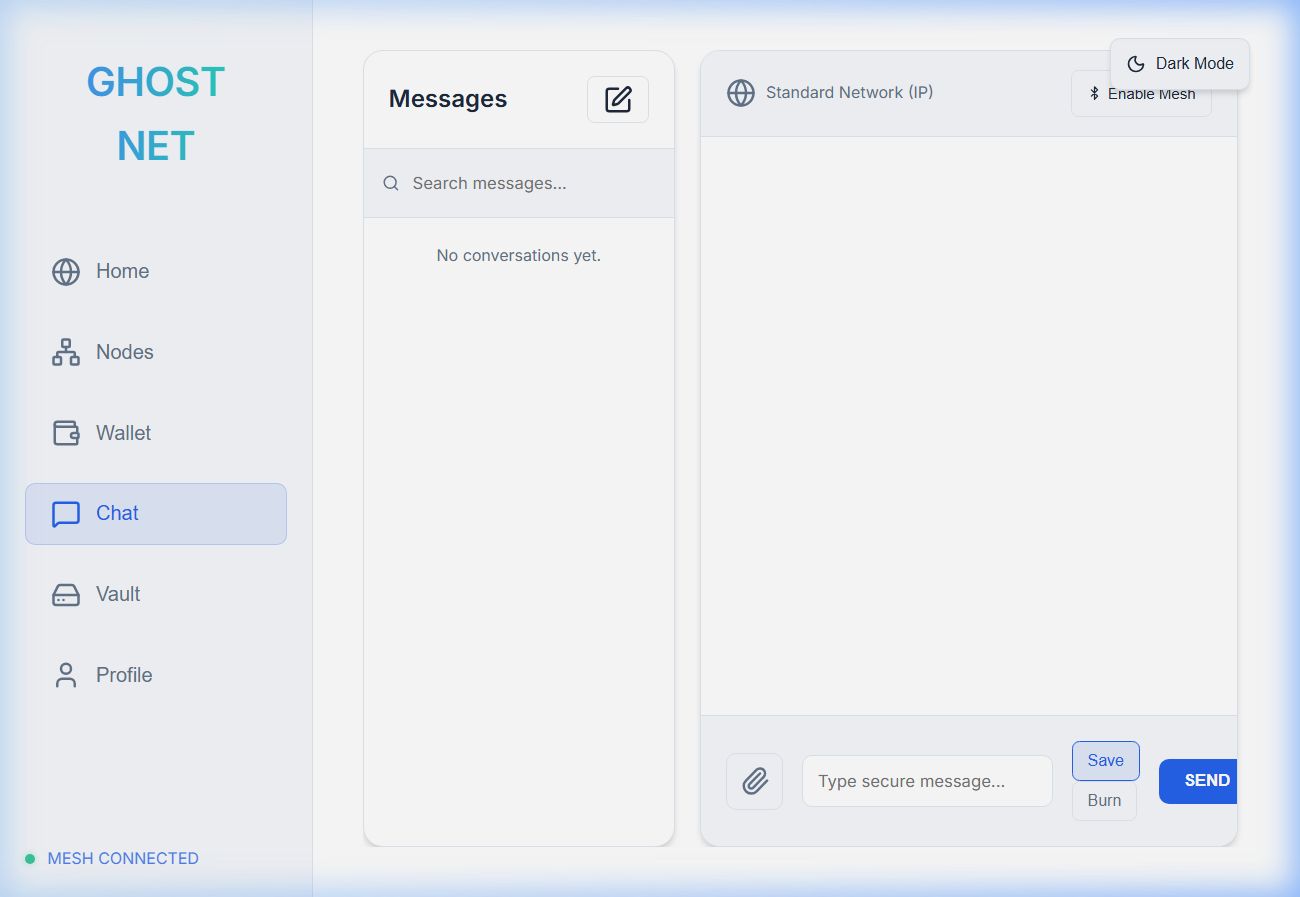 GHOST
NET
Home
Nodes
Wallet
Chat
Vault
Profile
MESH CONNECTED
Messages
Search messages...
No conversations yet.
Standard Network (IP)
Dark Mode
Enable Mesh
Type secure message...
Save
Burn
SEND